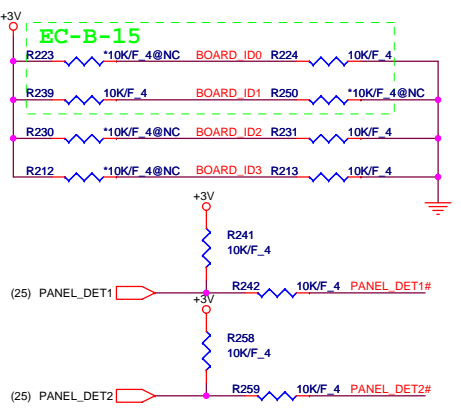 +3V
EC-B-15
R223 *10K/F_4@NC BOARD_ID0 R224 10K/F_4
R239 10K/F_4 BOARD_ID1 R250 *10K/F_4@NC
R230 *10K/F_4@NC BOARD_ID2 R231 10K/F_4
R212 *10K/F_4@NC BOARD_ID3 R213 10K/F_4
+3V
R241
10K/F_4
R242 10K/F_4 PANEL_DET1#
(25) PANEL_DET1
+3V
R258
10K/F_4
R259 10K/F_4 PANEL_DET2#
(25) PANEL_DET2